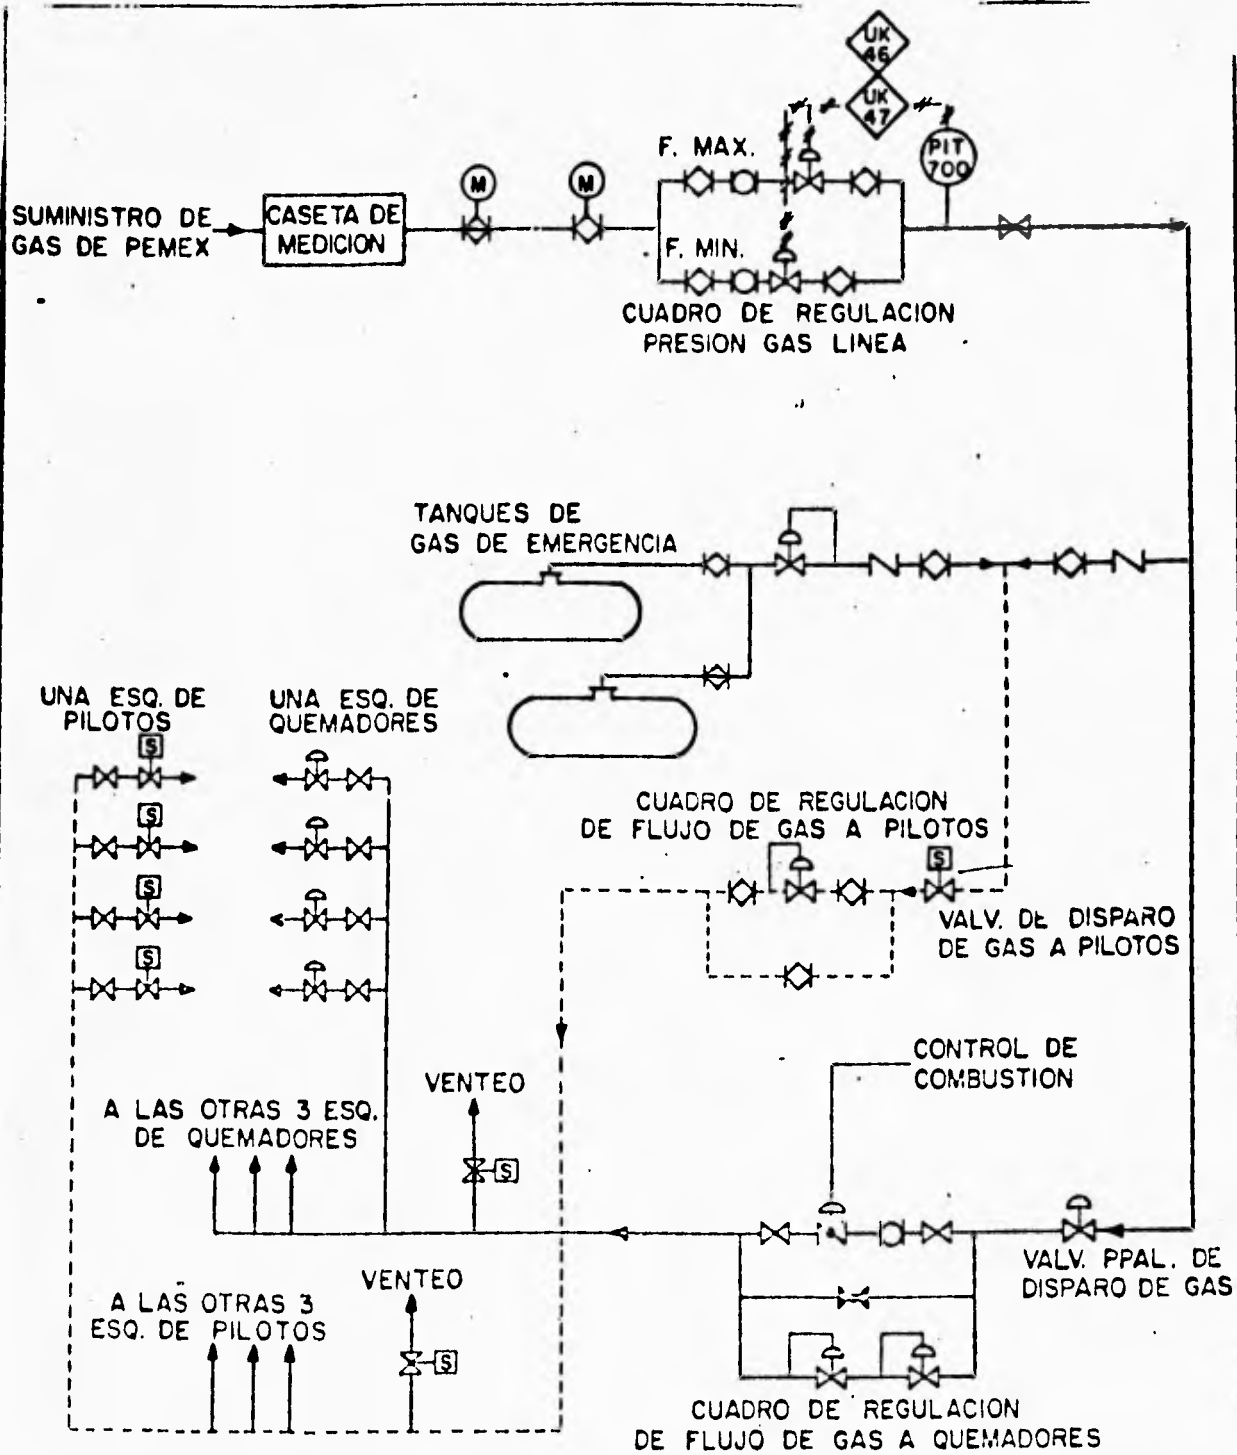 UK
46
UK
47
PIT
700
F. MAX.
M
M
SUMINISTRO DE
GAS DE PEMEX
CASETA DE
MEDICION
F. MIN.
CUADRO DE REGULACION
PRESION GAS LINEA
TANQUES DE
GAS DE EMERGENCIA
UNA ESQ. DE
PILOTOS
UNA ESQ. DE
QUEMADORES
S
S
S
S
CUADRO DE REGULACION
DE FLUJO DE GAS A PILOTOS
S
VALV. DE DISPARO
DE GAS A PILOTOS
CONTROL DE
COMBUSTION
VENTEO
A LAS OTRAS 3 ESQ.
DE QUEMADORES
S
VALV. PPAL. DE
DISPARO DE GAS
VENTEO
A LAS OTRAS 3
ESQ. DE PILOTOS
S
CUADRO DE REGULACION
DE FLUJO DE GAS A QUEMADORES